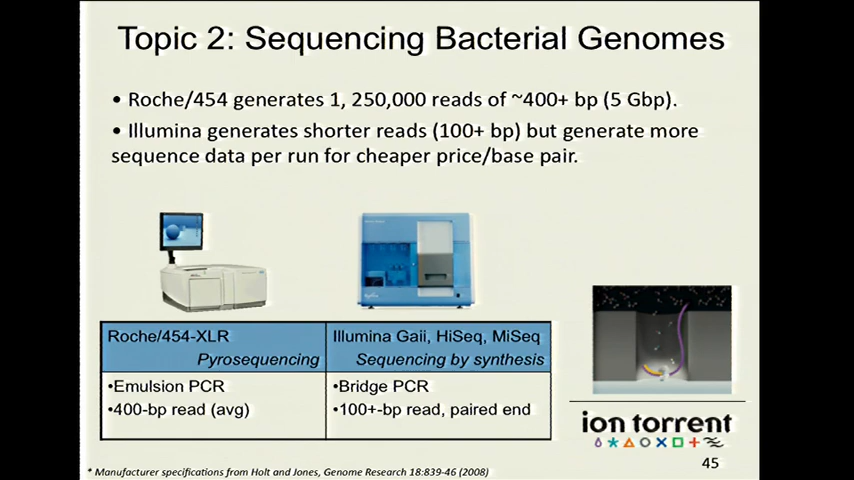 Topic 2: Sequencing Bacterial Genomes
• Roche/454 generates 1, 250,000 reads of ~400+ bp (5 Gbp).
• Illumina generates shorter reads (100+ bp) but generate more
sequence data per run for cheaper price/base pair.
Roche/454-XLR
Pyrosequencing
•Emulsion PCR
•400-bp read (avg)
Illumina Gaii, HiSeq, MiSeq
Sequencing by synthesis
•Bridge PCR
•100+-bp read, paired end
ion torrent
45
* Manufacturer specifications from Holt and Jones, Genome Research 18:839-46 (2008)